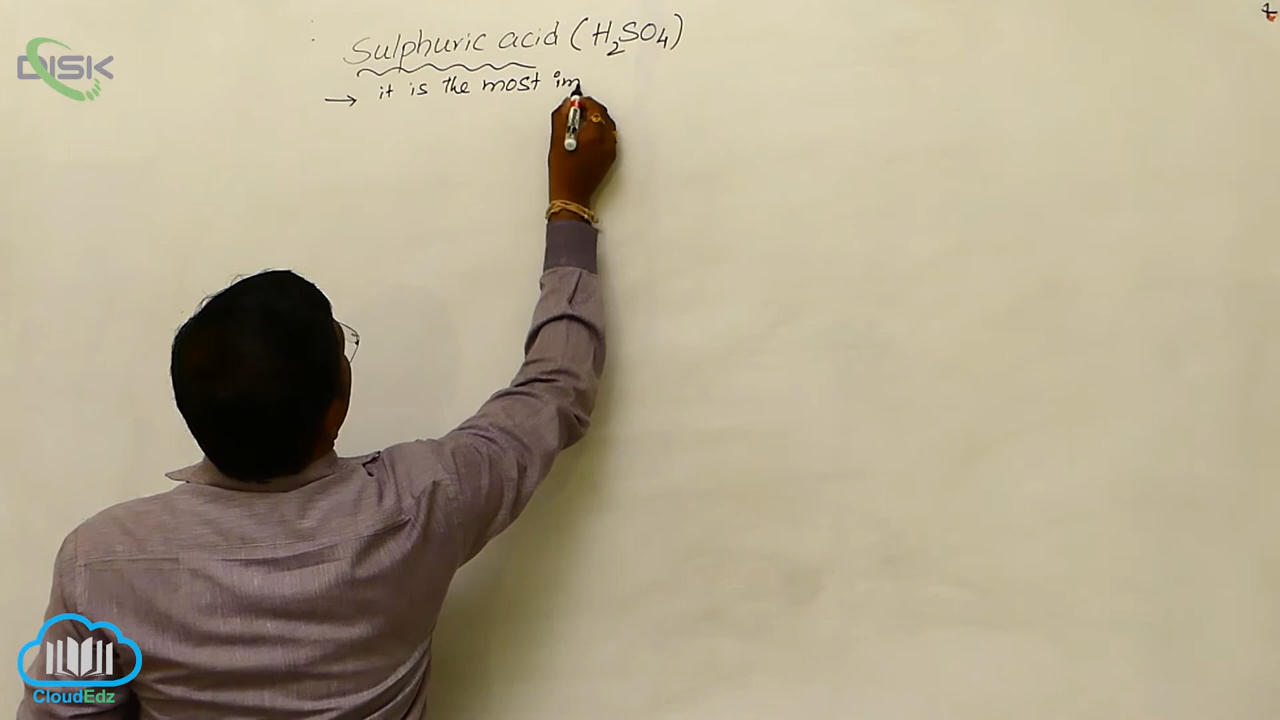 Sulphuric acid (H2SO4)
→ it is the most im
DISK
CloudEdz